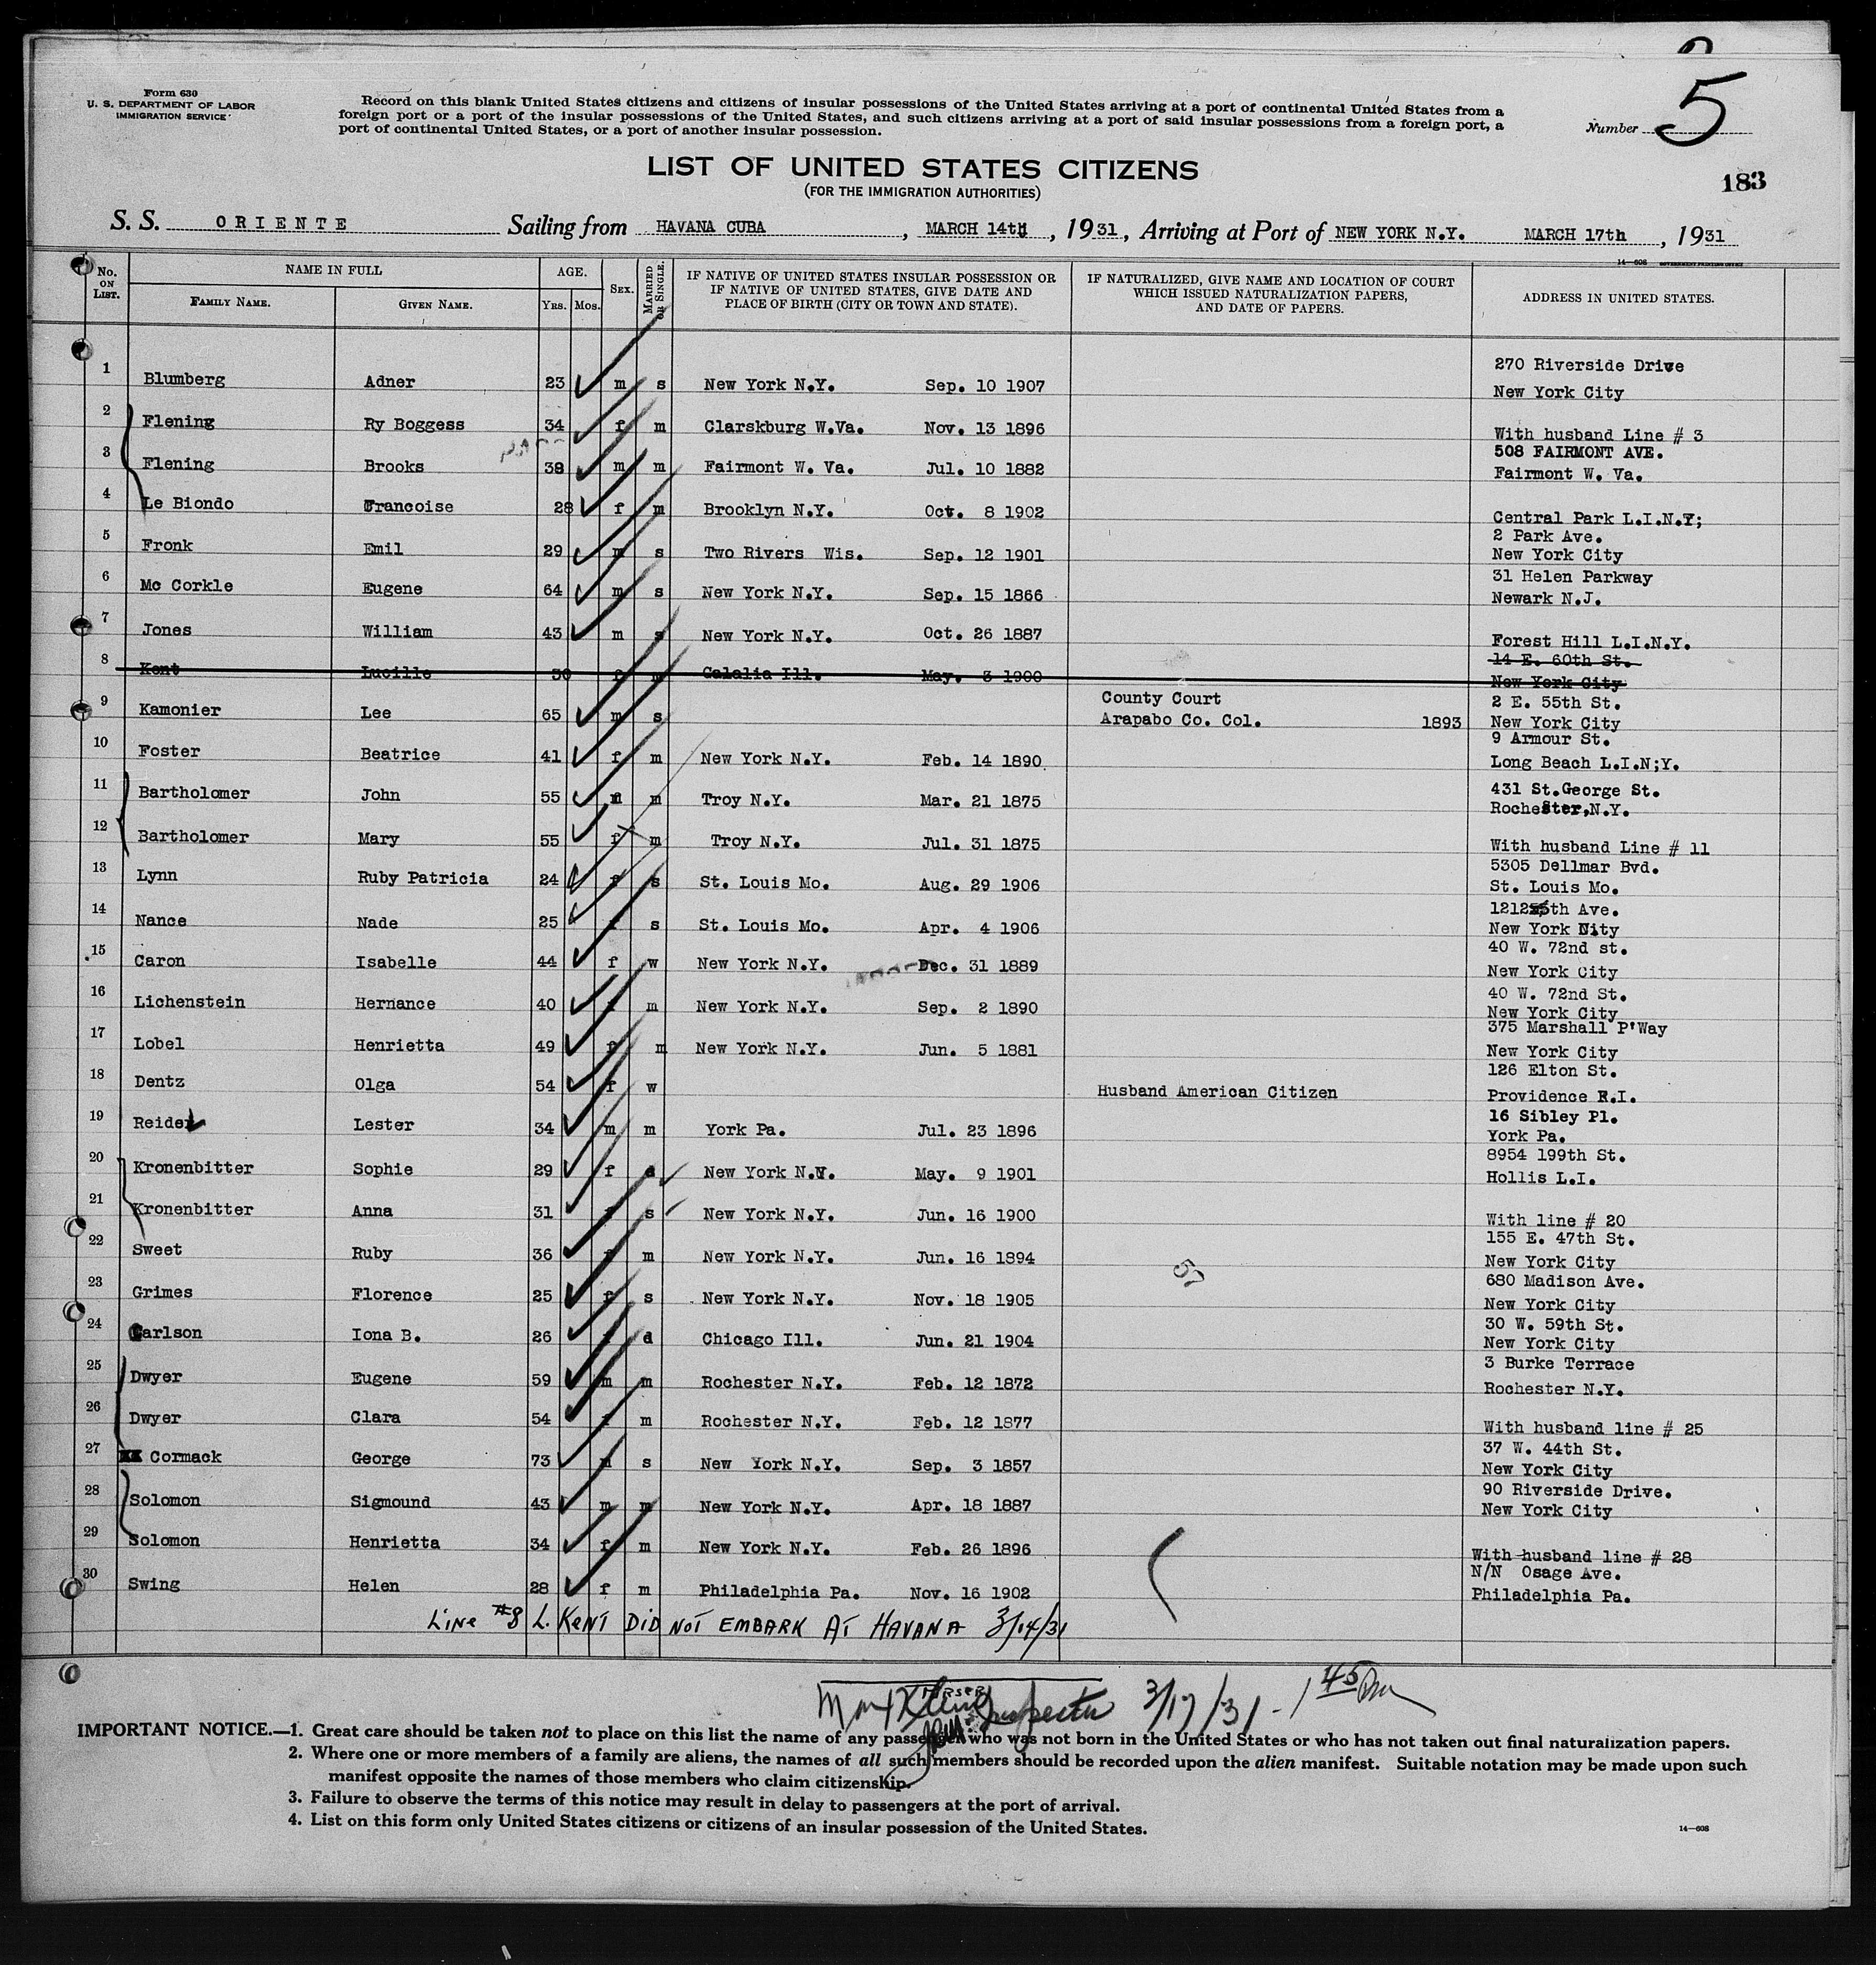 5
Form 630
U. S. DEPARTMENT OF LABOR
IMMIGRATION SERVICE
Record on this blank United States citizens and citizens of insular possessions of the United States arriving at a port of continental United States from a
foreign port or a port of the insular possessions of the United States, and such citizens arriving at a port of said insular possessions from a foreign port, a
port of continental United States, or a port of another insular possession.
Number
LIST OF UNITED STATES CITIZENS
(FOR THE IMMIGRATION AUTHORITIES)
183
S. S. ORIENTE Sailing from HAVANA CUBA, MARCH 14th, 1931, Arriving at Port of NEW YORK N.Y. MARCH 17th, 1931
14—608 GOVERNMENT PRINTING OFFICE
No. ON LIST. NAME IN FULL FAMILY NAME. GIVEN NAME. AGE. YRS. MOS. SEX. MARRIED OR SINGLE.
IF NATIVE OF UNITED STATES INSULAR POSSESSION OR
IF NATIVE OF UNITED STATES, GIVE DATE AND
PLACE OF BIRTH (CITY OR TOWN AND STATE).
IF NATURALIZED, GIVE NAME AND LOCATION OF COURT
WHICH ISSUED NATURALIZATION PAPERS,
AND DATE OF PAPERS.
ADDRESS IN UNITED STATES.
270 Riverside Drive
1 Blumberg Adner 23 m s New York N.Y. Sep. 10 1907 New York City
2 Flening Ry Boggess 34 f m Clarskburg W.Va. Nov. 13 1896 With husband Line # 3
508 FAIRMONT AVE.
3 Flening Brooks 38 m m Fairmont W. Va. Jul. 10 1882 Fairmont W. Va.
4 Le Biondo Francoise 28 f m Brooklyn N.Y. Oct. 8 1902 Central Park L.I.N.Y;
2 Park Ave.
5 Fronk Emil 29 m s Two Rivers Wis. Sep. 12 1901 New York City
31 Helen Parkway
6 Mc Corkle Eugene 64 m s New York N.Y. Sep. 15 1866 Newark N.J.
7 Jones William 43 m s New York N.Y. Oct. 26 1887 Forest Hill L.I.N.Y.
14 E. 60th St.
8 Kent Lucille 30 f m Galalia Ill. May. 3 1900 New York City
County Court 2 E. 55th St.
9 Kamonier Lee 65 m s Arapabo Co. Col. 1893 New York City
9 Armour St.
10 Foster Beatrice 41 f m New York N.Y. Feb. 14 1890 Long Beach L.I.N;Y.
431 St.George St.
11 Bartholomer John 55 m m Troy N.Y. Mar. 21 1875 Rochester,N.Y.
12 Bartholomer Mary 55 f m Troy N.Y. Jul. 31 1875 With husband Line # 11
5305 Dellmar Bvd.
13 Lynn Ruby Patricia 24 f s St. Louis Mo. Aug. 29 1906 St. Louis Mo.
5th Ave.
14 Nance Nade 25 f s St. Louis Mo. Apr. 4 1906 New York City
40 W. 72nd st.
15 Caron Isabelle 44 f w New York N.Y. Dec. 31 1889 New York City
40 W. 72nd St.
16 Lichenstein Hernance 40 f m New York N.Y. Sep. 2 1890 New York City
375 Marshall P'Way
17 Lobel Henrietta 49 f m New York N.Y. Jun. 5 1881 New York City
126 Elton St.
18 Dentz Olga 54 f w Husband American Citizen Providence R.I.
16 Sibley Pl.
19 Reider Lester 34 m m York Pa. Jul. 23 1896 York Pa.
8954 199th St.
20 Kronenbitter Sophie 29 f s New York N.Y. May. 9 1901 Hollis L.I.
21 Kronenbitter Anna 31 f s New York N.Y. Jun. 16 1900 With line # 20
155 E. 47th St.
22 Sweet Ruby 36 f m New York N.Y. Jun. 16 1894 New York City
57
680 Madison Ave.
23 Grimes Florence 25 f s New York N.Y. Nov. 18 1905 New York City
30 W. 59th St.
24 Carlson Iona B. 26 f d Chicago Ill. Jun. 21 1904 New York City
3 Burke Terrace
25 Dwyer Eugene 59 m m Rochester N.Y. Feb. 12 1872 Rochester N.Y.
26 Dwyer Clara 54 f m Rochester N.Y. Feb. 12 1877 With husband line # 25
37 W. 44th St.
27 Cormack George 73 m s New York N.Y. Sep. 3 1857 New York City
90 Riverside Drive.
28 Solomon Sigmound 43 m m New York N.Y. Apr. 18 1887 New York City
29 Solomon Henrietta 34 f m New York N.Y. Feb. 26 1896 With husband line # 28
N/N Osage Ave.
30 Swing Helen 28 f m Philadelphia Pa. Nov. 16 1902 Philadelphia Pa.
LINE #8 L. KENT DID NOT EMBARK AT HAVANA 3/14/31
Inspector 3/17/31 - 1 45 Pm
IMPORTANT NOTICE.—1. Great care should be taken not to place on this list the name of any passenger who was not born in the United States or who has not taken out final naturalization papers.
2. Where one or more members of a family are aliens, the names of all such members should be recorded upon the alien manifest. Suitable notation may be made upon such
manifest opposite the names of those members who claim citizenship.
3. Failure to observe the terms of this notice may result in delay to passengers at the port of arrival.
4. List on this form only United States citizens or citizens of an insular possession of the United States.
14—608